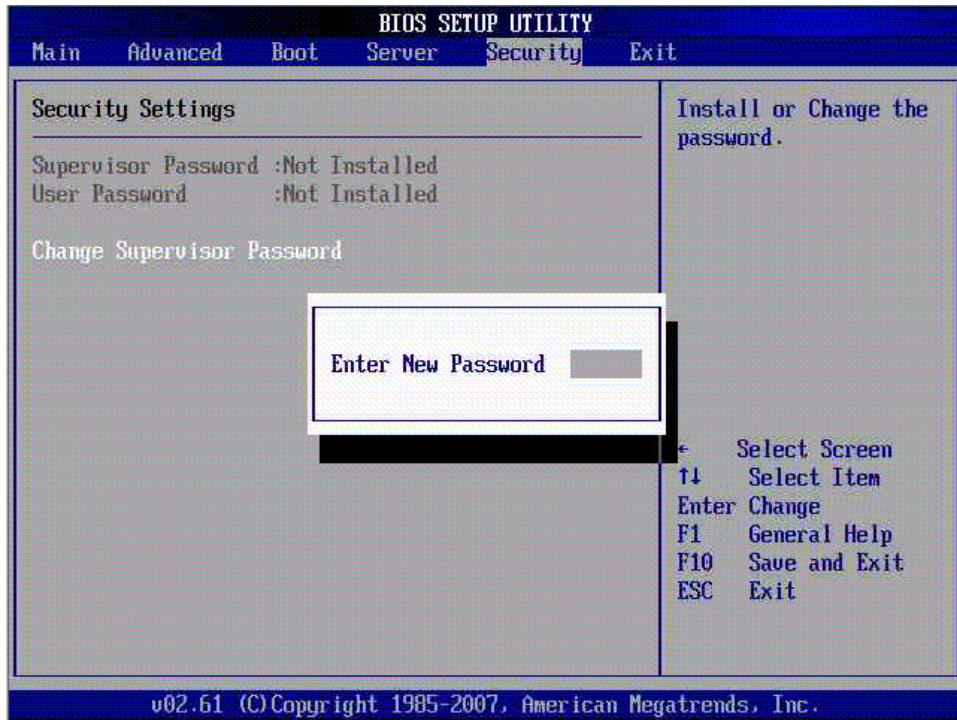 BIOS SETUP UTILITY
Main Advanced Boot Server Security Exit
Security Settings
Supervisor Password :Not Installed
User Password :Not Installed
Change Supervisor Password
Enter New Password
Install or Change the
password.
← Select Screen
↑↓ Select Item
Enter Change
F1 General Help
F10 Save and Exit
ESC Exit
v02.61 (C)Copyright 1985-2007, American Megatrends, Inc.